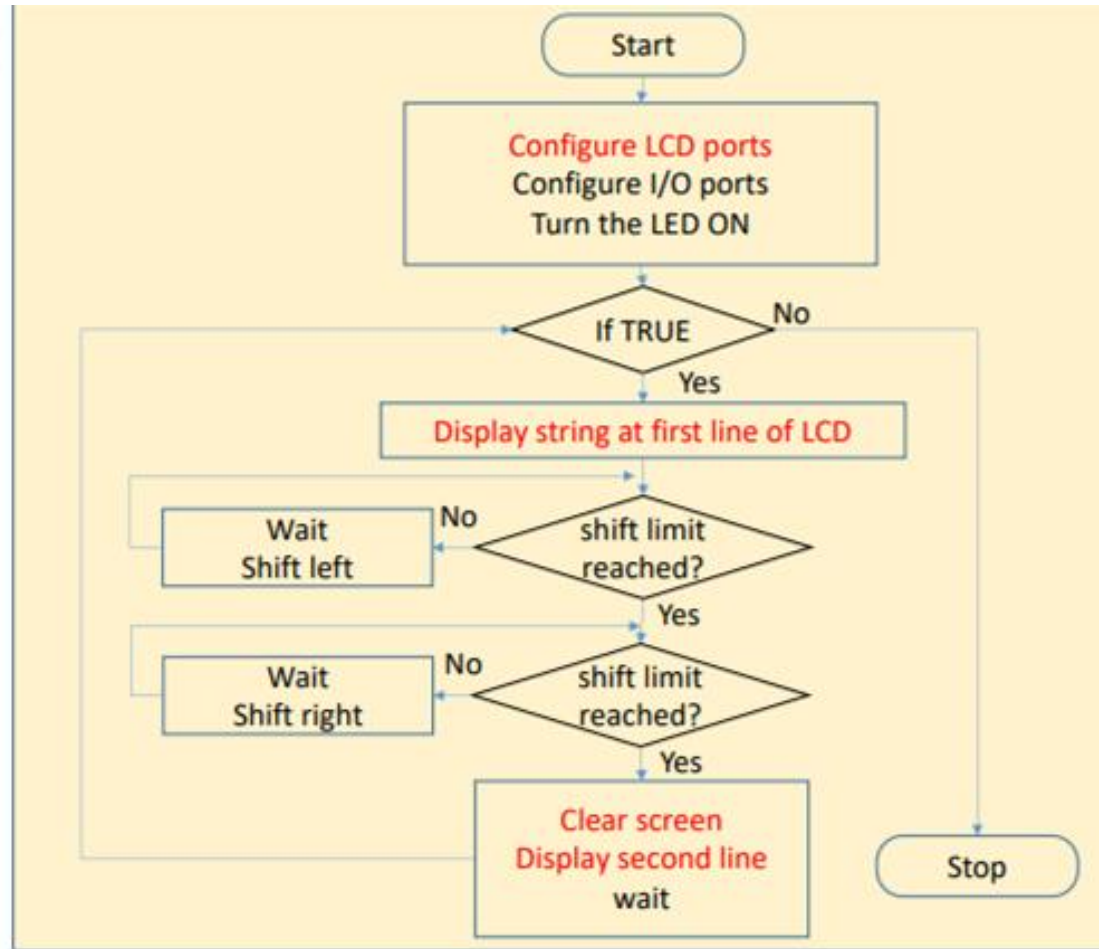 Start
Configure LCD ports
Configure I/O ports
Turn the LED ON
If TRUE
No
Yes
Display string at first line of LCD
Wait
Shift left
No
shift limit
reached?
Yes
Wait
Shift right
No
shift limit
reached?
Yes
Clear screen
Display second line
wait
Stop